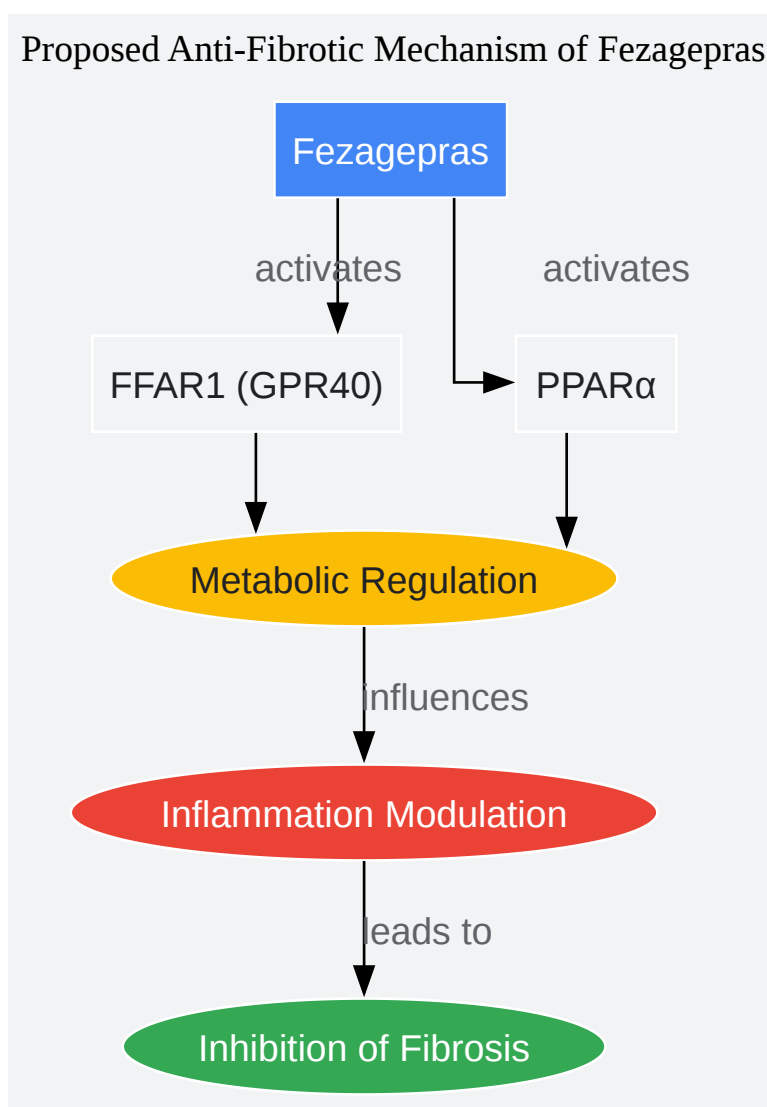 Proposed Anti-Fibrotic Mechanism of Fezagepras
Fezagepras
activates
activates
FFAR1 (GPR40)
PPARα
Metabolic Regulation
influences
Inflammation Modulation
leads to
Inhibition of Fibrosis